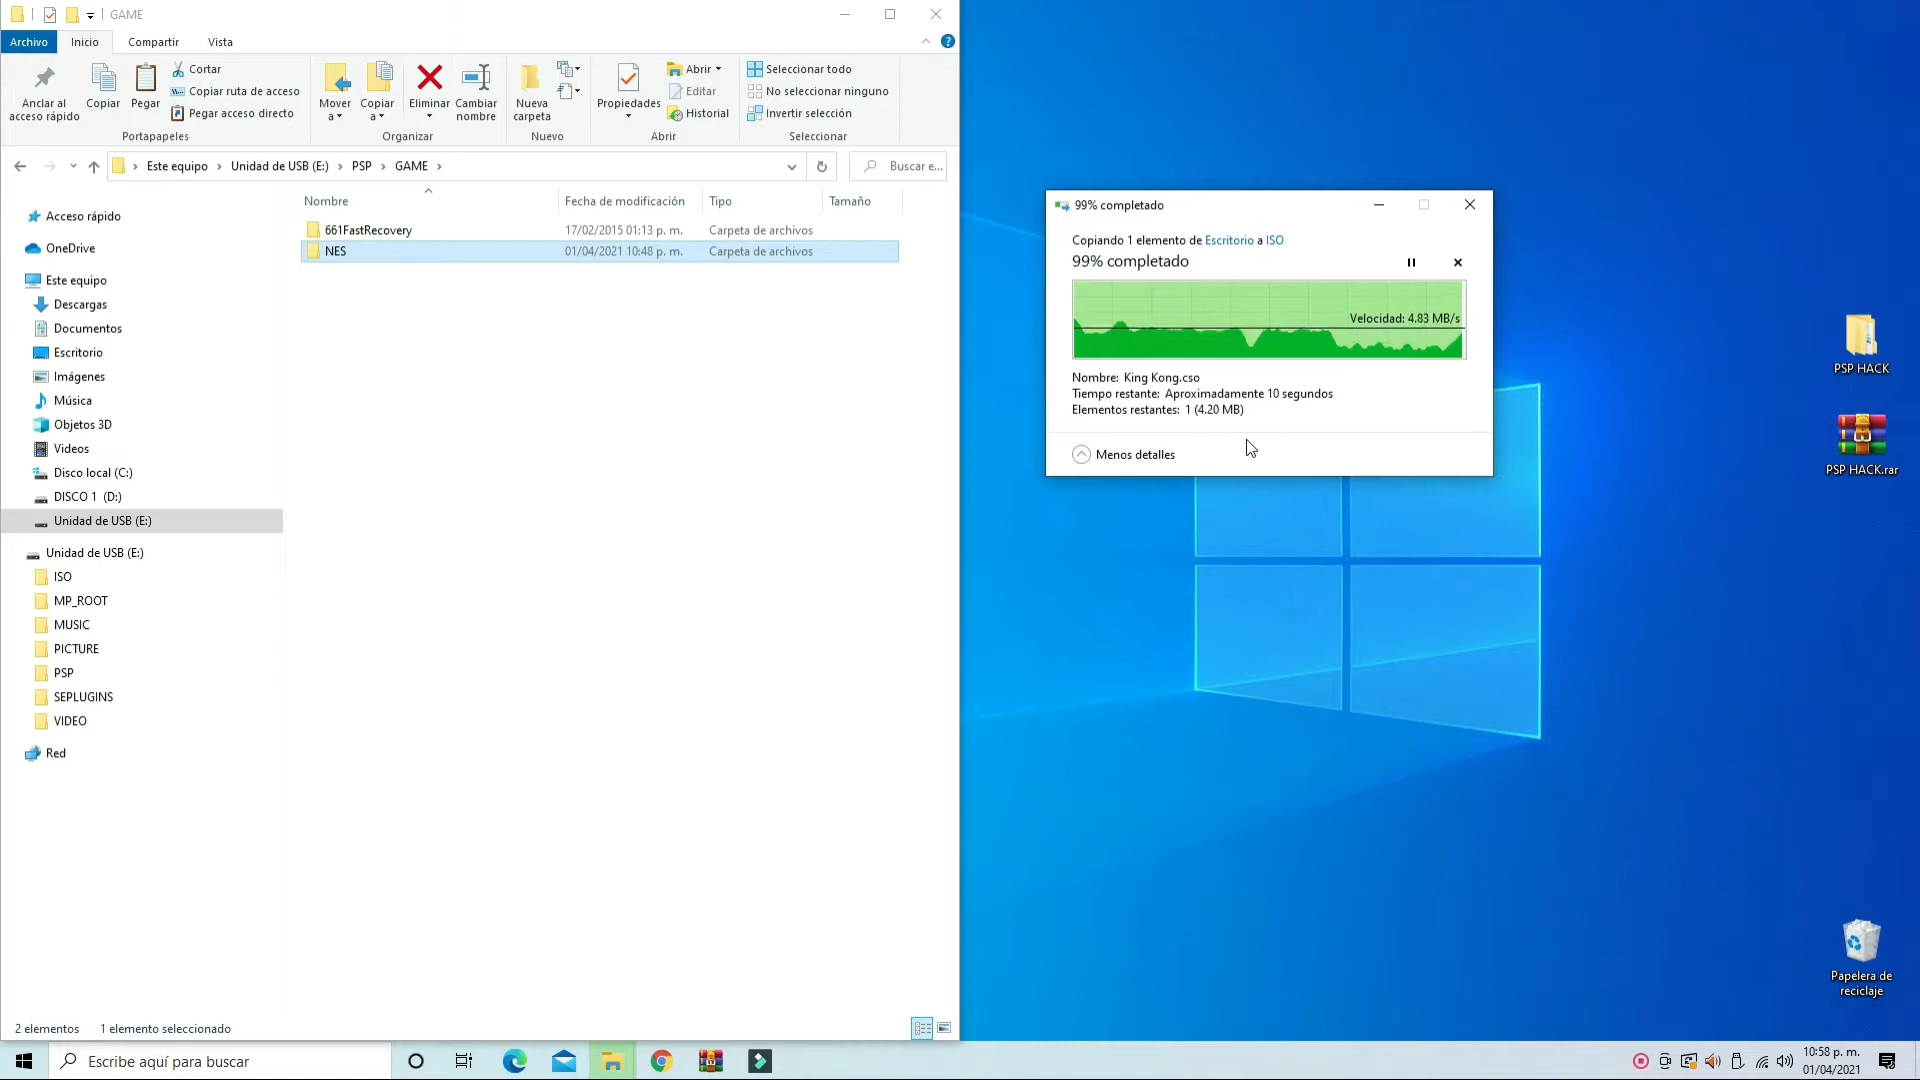 GAME
Archivo
Inicio
Compartir
Vista
Anclar al
acceso rápido
Copiar
Pegar
Cortar
Copiar ruta de acceso
Pegar acceso directo
Portapapeles
Mover
a
Copiar
a
Eliminar
Cambiar
nombre
Organizar
Nueva
carpeta
Nuevo
Propiedades
Abrir
Editar
Historial
Abrir
Seleccionar todo
No seleccionar ninguno
Invertir selección
Seleccionar
Este equipo > Unidad de USB (E:) > PSP > GAME >
Buscar e...
Nombre
Fecha de modificación
Tipo
Tamaño
661FastRecovery
17/02/2015 01:13 p. m.
Carpeta de archivos
NES
01/04/2021 10:48 p. m.
Carpeta de archivos
Acceso rápido
OneDrive
Este equipo
Descargas
Documentos
Escritorio
Imágenes
Música
Objetos 3D
Videos
Disco local (C:)
DISCO 1 (D:)
Unidad de USB (E:)
Unidad de USB (E:)
ISO
MP_ROOT
MUSIC
PICTURE
PSP
SEPLUGINS
VIDEO
Red
2 elementos
1 elemento seleccionado
99% completado
Copiando 1 elemento de Escritorio a ISO
99% completado
Velocidad: 4.83 MB/s
Nombre: King Kong.cso
Tiempo restante: Aproximadamente 10 segundos
Elementos restantes: 1 (4.20 MB)
Menos detalles
PSP HACK
PSP HACK.rar
Papelera de
reciclaje
Escribe aquí para buscar
10:58 p. m.
01/04/2021